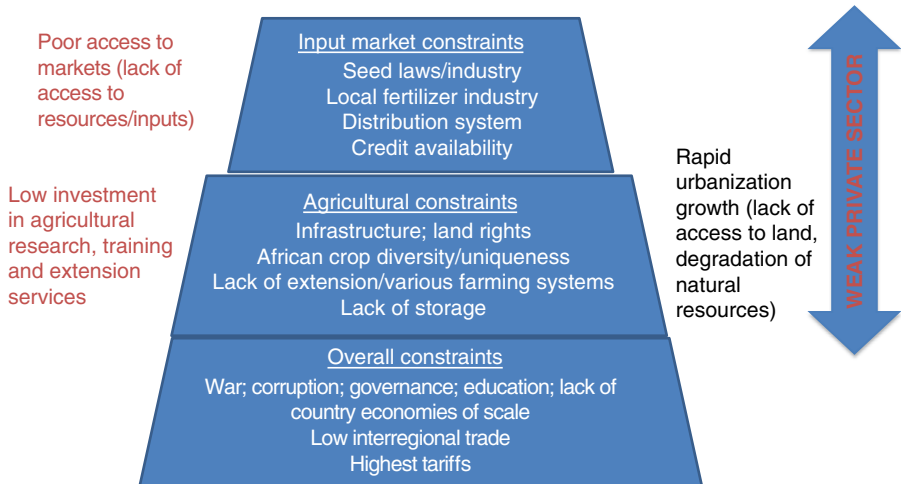 Poor access to
markets (lack of
access to
resources/inputs)
Input market constraints
Seed laws/industry
Local fertilizer industry
Distribution system
Credit availability
Low investment
in agricultural
research, training
and extension
services
Agricultural constraints
Infrastructure; land rights
African crop diversity/uniqueness
Lack of extension/various farming systems
Lack of storage
Rapid
urbanization
growth (lack of
access to land,
degradation of
natural
resources)
WEAK PRIVATE SECTOR
Overall constraints
War; corruption; governance; education; lack of
country economies of scale
Low interregional trade
Highest tariffs